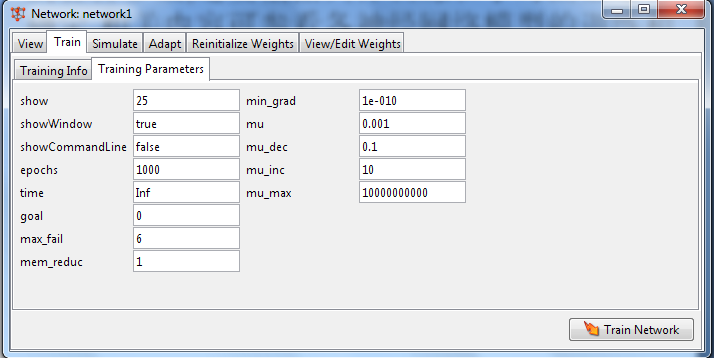 Network: network1
View Train Simulate Adapt Reinitialize Weights View/Edit Weights
Training Info Training Parameters
show 25 min_grad 1e-010
showWindow true mu 0.001
showCommandLine false mu_dec 0.1
epochs 1000 mu_inc 10
time Inf mu_max 10000000000
goal 0
max_fail 6
mem_reduc 1
Train Network